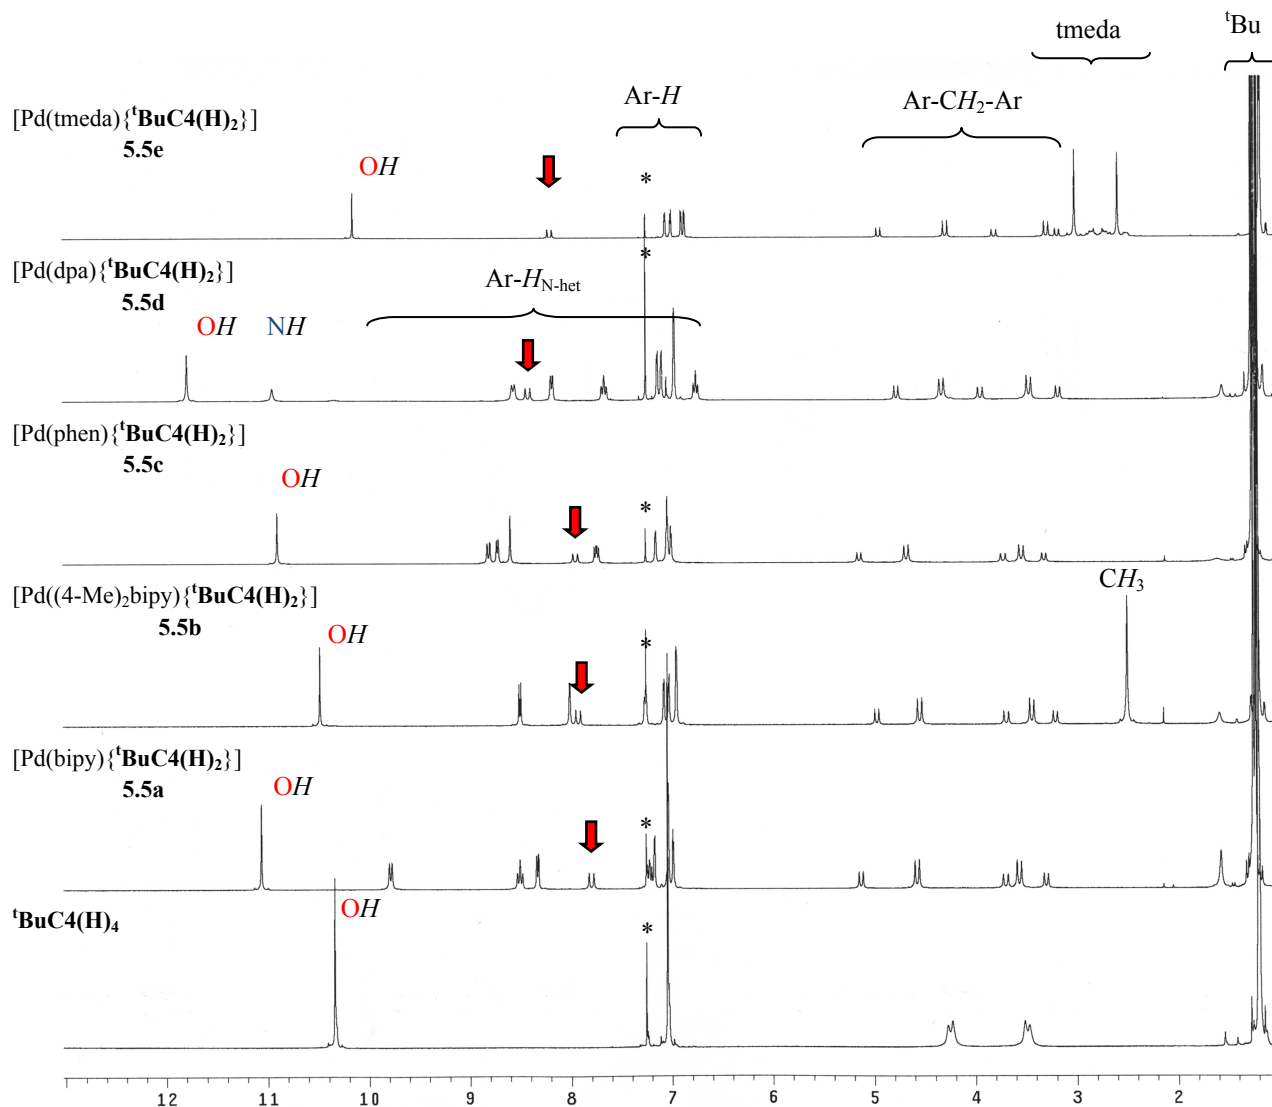 tmeda
ᵗBu
Ar-H
Ar-CH₂-Ar
[Pd(tmeda){ᵗBuC4(H)₂}]
5.5e
OH
*
[Pd(dpa){ᵗBuC4(H)₂}]
5.5d
*
Ar-H_N-het
OH NH
[Pd(phen){ᵗBuC4(H)₂}]
5.5c
OH
*
[Pd((4-Me)₂bipy){ᵗBuC4(H)₂}]
5.5b
CH₃
OH
*
[Pd(bipy){ᵗBuC4(H)₂}]
5.5a
OH
*
ᵗBuC4(H)₄
OH
*
12 11 10 9 8 7 6 5 4 3 2